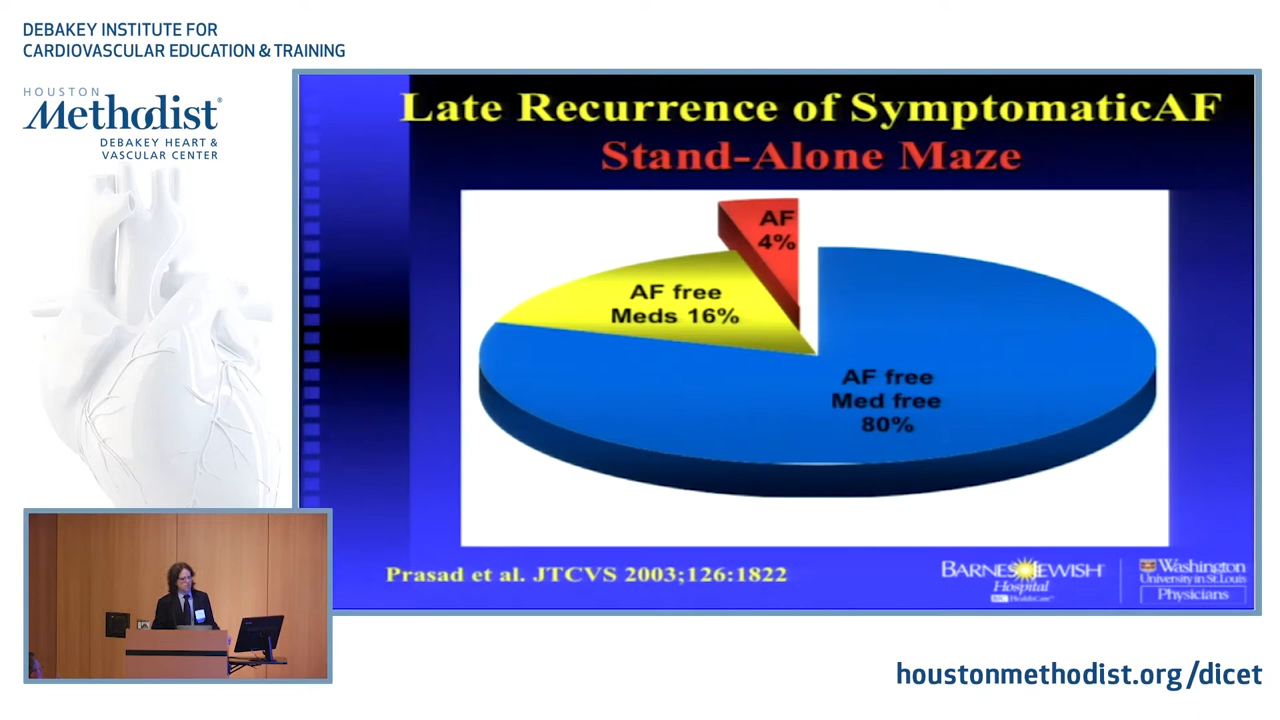 DEBAKEY INSTITUTE FOR
CARDIOVASCULAR EDUCATION & TRAINING
HOUSTON
Methodist®
DEBAKEY HEART &
VASCULAR CENTER
Late Recurrence of SymptomaticAF
Stand-Alone Maze
AF
4%
AF free
Meds 16%
AF free
Med free
80%
Prasad et al. JTCVS 2003;126:1822
BARNES JEWISH
Hospital
BJC HealthCare
Washington
University in St. Louis
Physicians
houstonmethodist.org/dicet